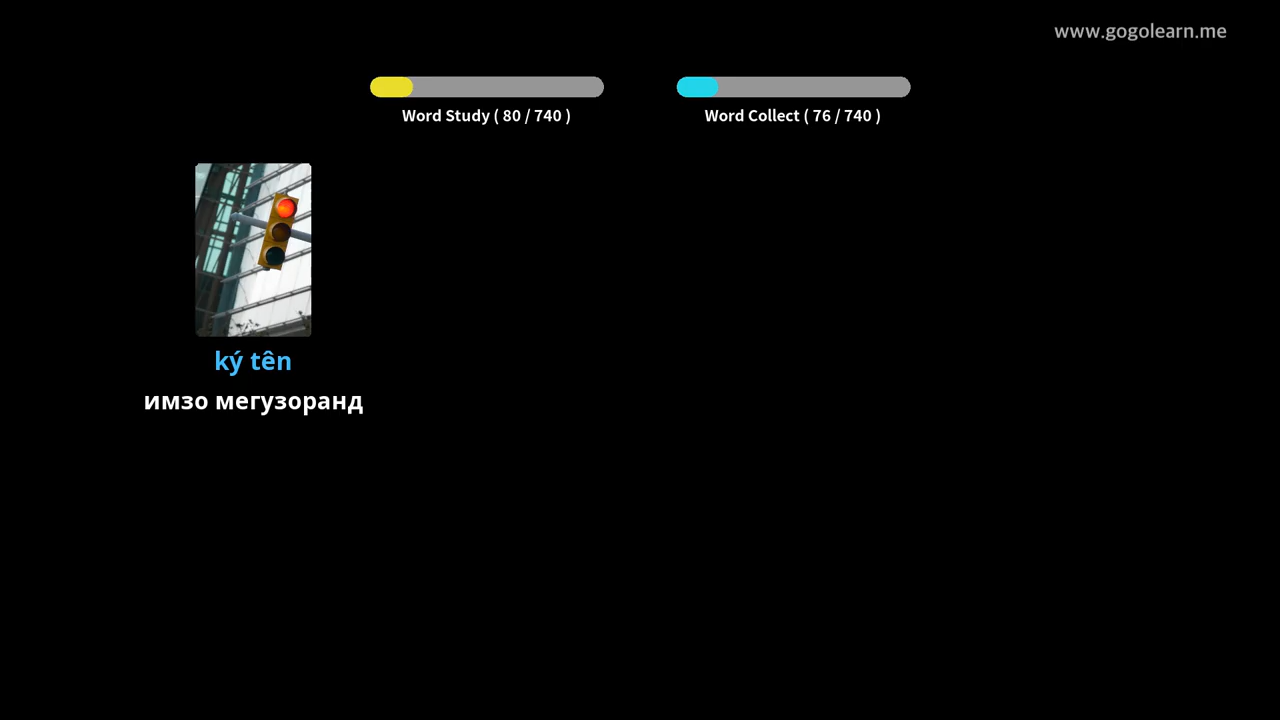 www.gogolearn.me
Word Study ( 80 / 740 )
Word Collect ( 76 / 740 )
ký tên
имзо мегузоранд